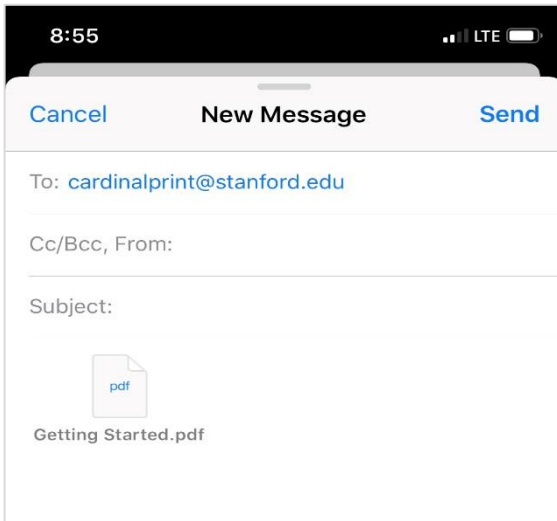 8:55 LTE
Cancel New Message Send
To: cardinalprint@stanford.edu
Cc/Bcc, From:
Subject:
pdf
Getting Started.pdf